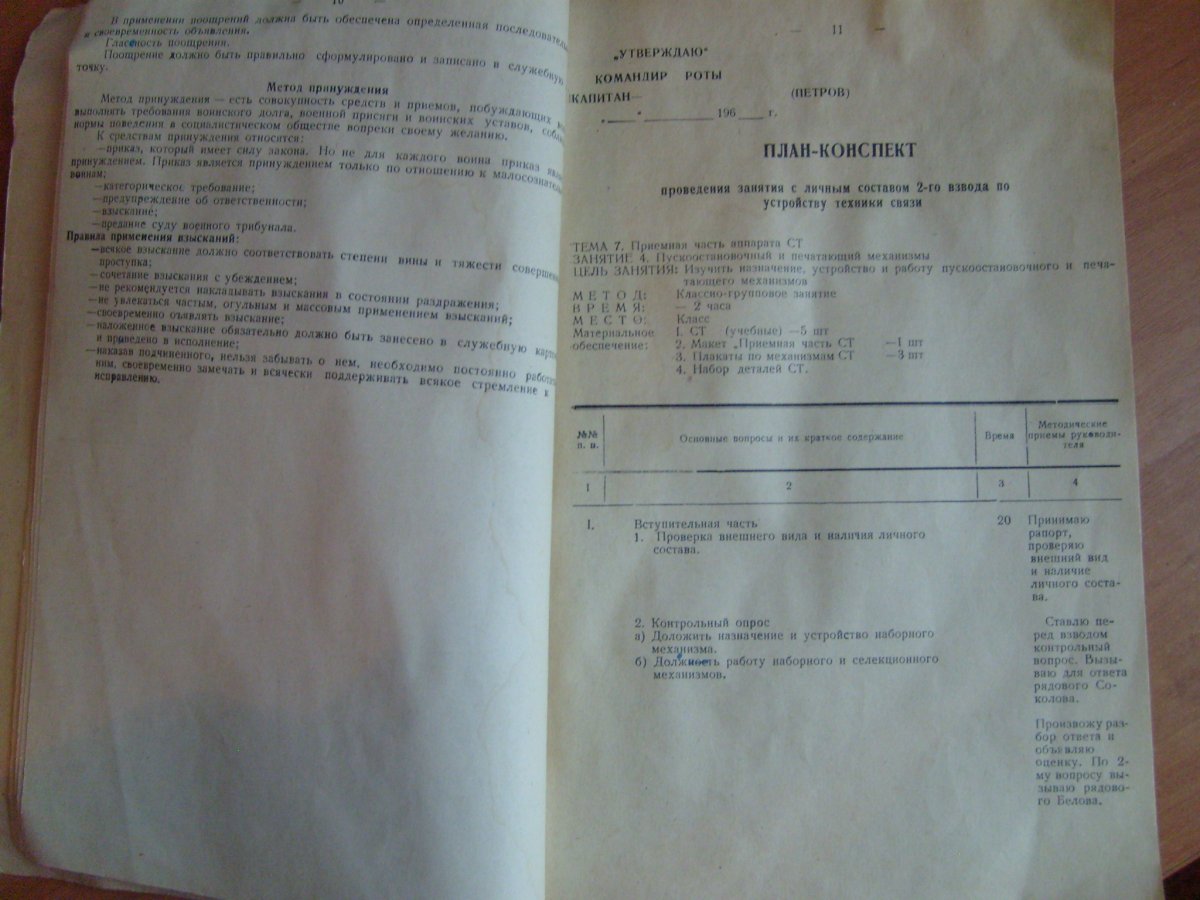 — 10 —
В применении поощрений должна быть обеспечена определенная последователь
и своевременность объявления.
Гласность поощрения.
Поощрение должно быть правильно сформулировано и записано в служебную
точку.
Метод принуждения
Метод принуждения — есть совокупность средств и приемов, побуждающих
выполнять требования воинского долга, военной присяги и воинских уставов, собл
нормы поведения в социалистическом обществе вопреки своему желанию.
К средствам принуждения относятся:
—приказ, который имеет силу закона. Но не для каждого воина приказ явл
принуждением. Приказ является принуждением только по отношению к малосознател
воинам;
—категорическое требование;
—предупреждение об ответственности;
—взыскание;
—предание суду военного трибунала.
Правила применения взысканий:
—всякое взыскание должно соответствовать степени вины и тяжести соверше
проступка;
—сочетание взыскания с убеждением;
—не рекомендуется накладывать взыскания в состоянии раздражения;
—не увлекаться частым, огульным и массовым применением взысканий;
—своевременно оъявлять взыскание;
—наложенное взыскание обязательно должно быть занесено в служебную карт
и приведено в исполнение;
—наказав подчиненного, нельзя забывать о нем, необходимо постоянно работа
ним, своевременно замечать и всячески поддерживать всякое стремление к
исправлению.
— 11 —
„УТВЕРЖДАЮ“
КОМАНДИР РОТЫ
КАПИТАН— (ПЕТРОВ)
„__“ ________ 196___ г.
ПЛАН-КОНСПЕКТ
проведения занятия с личным составом 2-го взвода по
устройству техники связи
ТЕМА 7. Приемная часть аппарата СТ
ЗАНЯТИЕ 4. Пускоостановочный и печатающий механизмы
ЦЕЛЬ ЗАНЯТИЯ: Изучить назначение, устройство и работу пускоостановочного и печа-
тающего механизмов
МЕТОД: Классно-групповое занятие
ВРЕМЯ: — 2 часа
МЕСТО: Класс
Материальное 1. СТ (учебные) —5 шт
обеспечение: 2. Макет „Приемная часть СТ —1 шт
3. Плакаты по механизмам СТ —3 шт
4. Набор деталей СТ.
№№ п. п. Основные вопросы и их краткое содержание Время Методические приемы руководи-теля
1 2 3 4
I. Вступительная часть 20 Принимаю
1. Проверка внешнего вида и наличия личного рапорт,
состава. проверяю
внешний вид
и наличие
личного соста-
ва.
2. Контрольный опрос Ставлю пе-
а) Доложить назначение и устройство наборного ред взводом
механизма. контрольный
б) Должисеть работу наборного и селекционного вопрос. Вызы-
механизмов. ваю для ответа
рядового Со-
колова.
Произвожу раз-
бор ответа и
объявляю
оценку. По 2-
му вопросу вы-
зываю рядово-
го Белова.